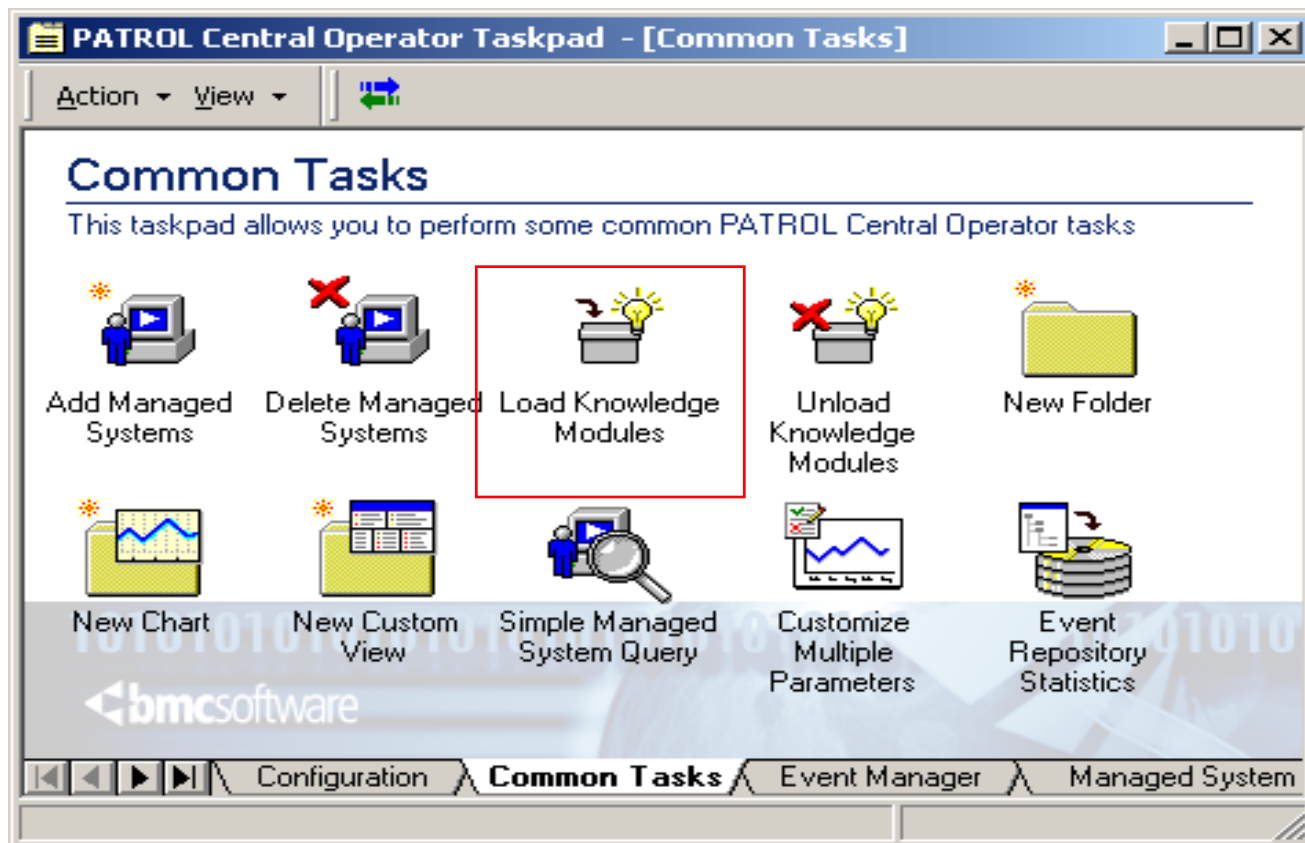 PATROL Central Operator Taskpad - [Common Tasks]
Action View
Common Tasks
This taskpad allows you to perform some common PATROL Central Operator tasks
Add Managed
Systems
Delete Managed
Systems
Load Knowledge
Modules
Unload
Knowledge
Modules
New Folder
New Chart
New Custom
View
Simple Managed
System Query
Customize
Multiple
Parameters
Event
Repository
Statistics
bmcsoftware
Configuration Common Tasks Event Manager Managed System